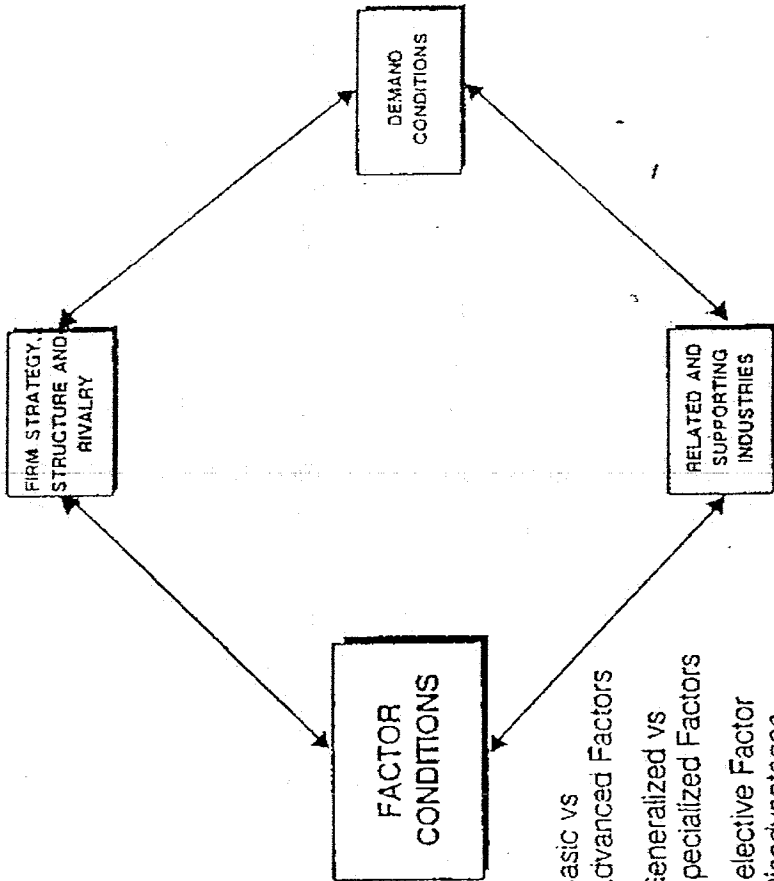 FIRM STRATEGY,
STRUCTURE AND
RIVALRY
FACTOR
CONDITIONS
DEMAND
CONDITIONS
asic vs
dvanced Factors
eneralized vs
pecialized Factors
elective Factor
RELATED AND
SUPPORTING
INDUSTRIES